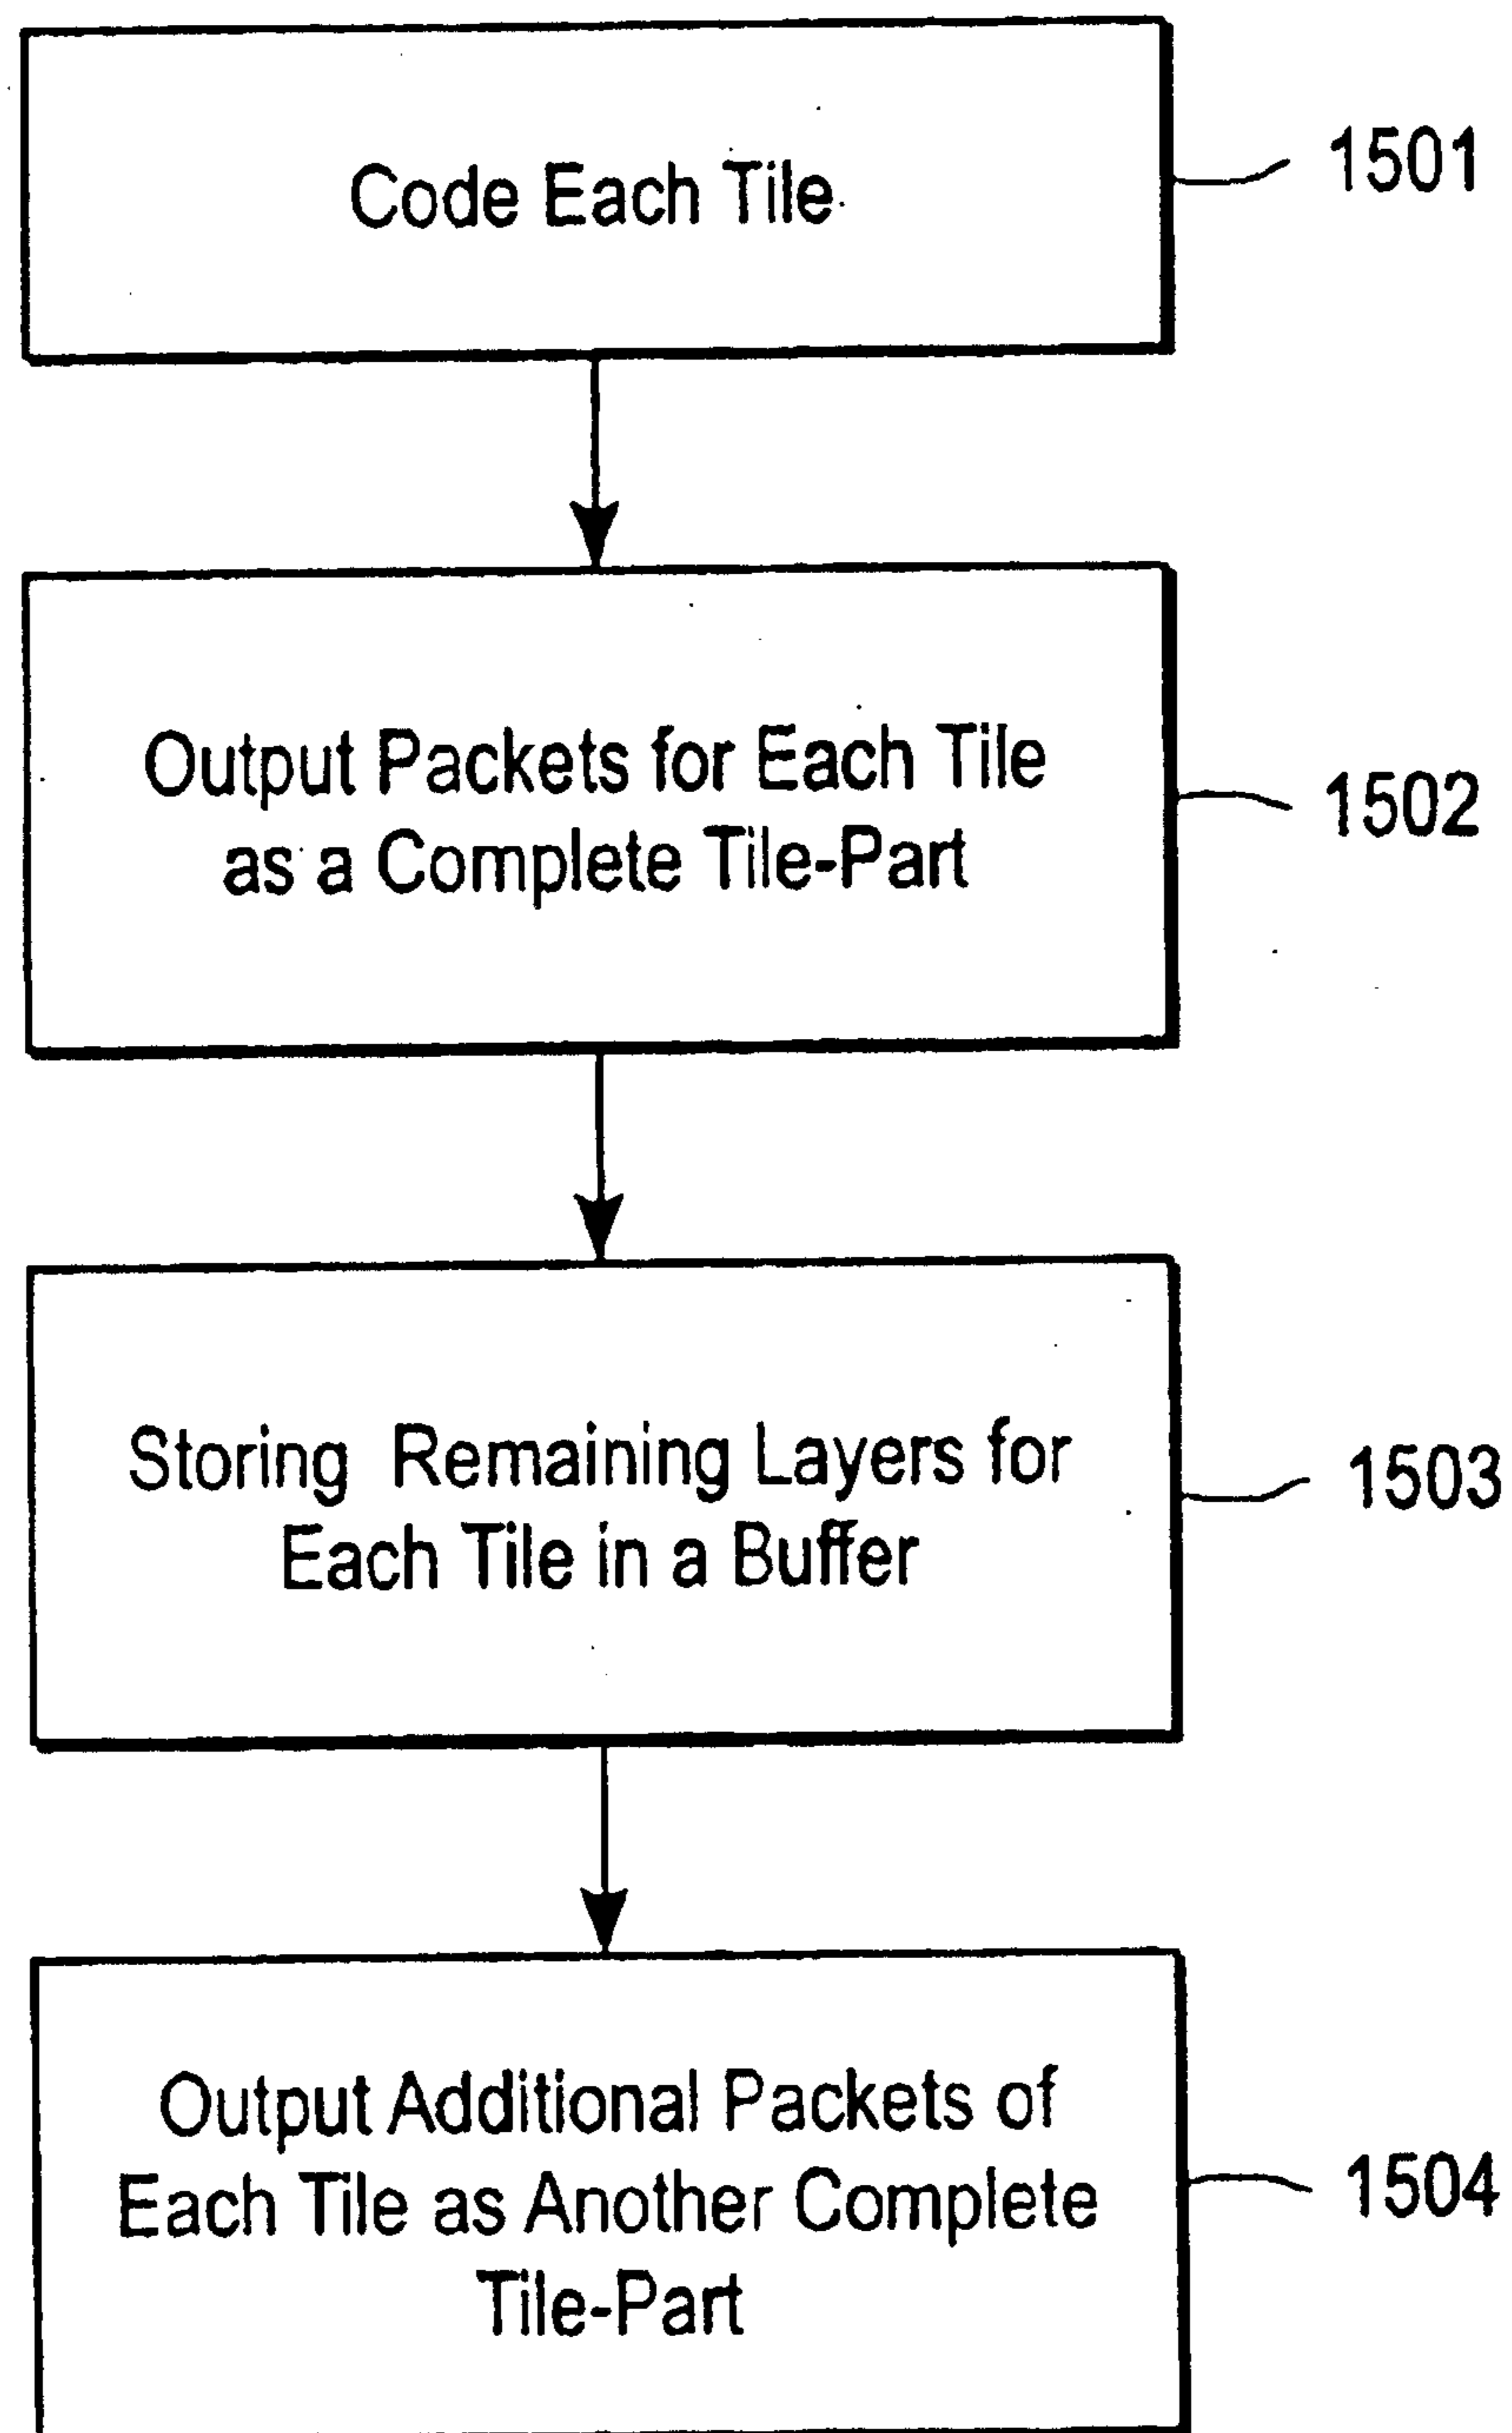 Code Each Tile
1501
Output Packets for Each Tile
as a Complete Tile-Part
1502
Storing Remaining Layers for
Each Tile in a Buffer
1503
Output Additional Packets of
Each Tile as Another Complete
Tile-Part
1504